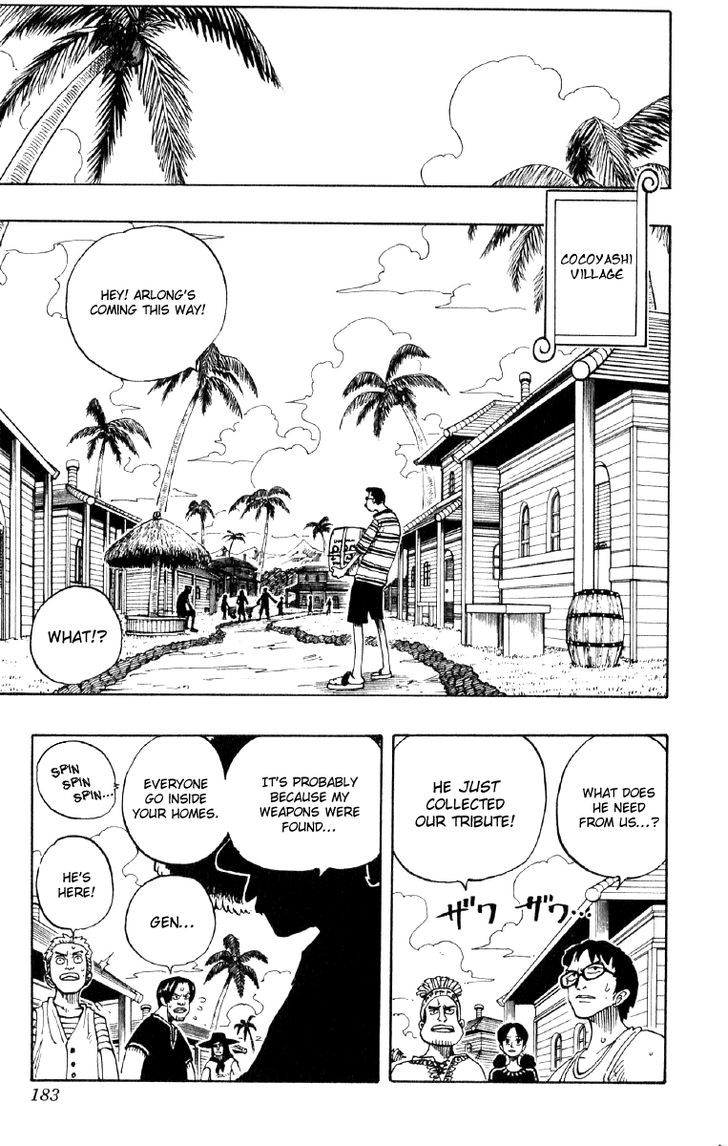 COCOYASHI
VILLAGE
HEY! ARLONG'S
COMING THIS WAY!
WHAT!?
WHAT DOES
HE NEED
FROM US...?
HE JUST
COLLECTED
OUR TRIBUTE!
ザワ
ザワ...
IT'S PROBABLY
BECAUSE MY
WEAPONS WERE
FOUND...
EVERYONE
GO INSIDE
YOUR HOMES.
GEN...
SPIN
SPIN
SPIN...
HE'S
HERE!
183